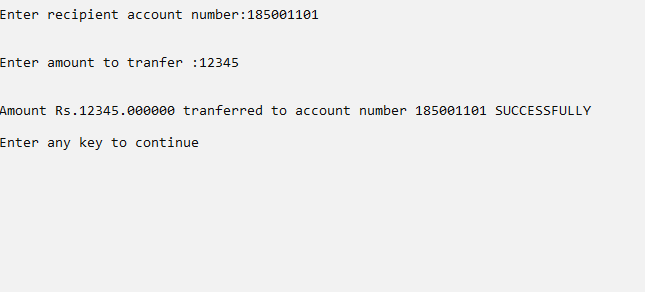 Enter recipient account number:185001101
Enter amount to tranfer :12345
Amount Rs.12345.000000 tranferred to account number 185001101 SUCCESSFULLY
Enter any key to continue